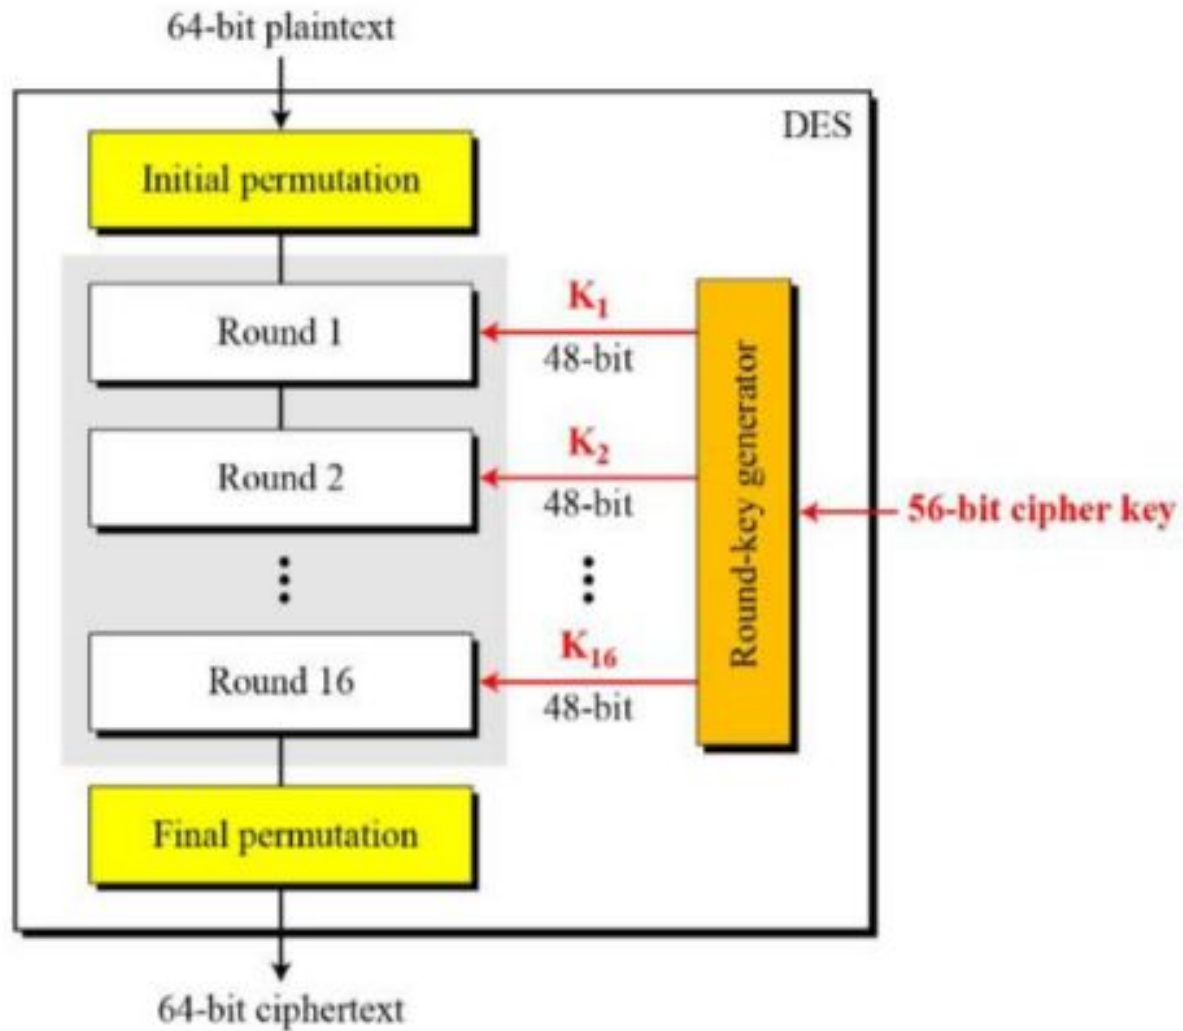 64-bit plaintext
DES
Initial permutation
K1
Round 1
48-bit
K2
Round 2
48-bit
Round-key generator
56-bit cipher key
K16
Round 16
48-bit
Final permutation
64-bit ciphertext